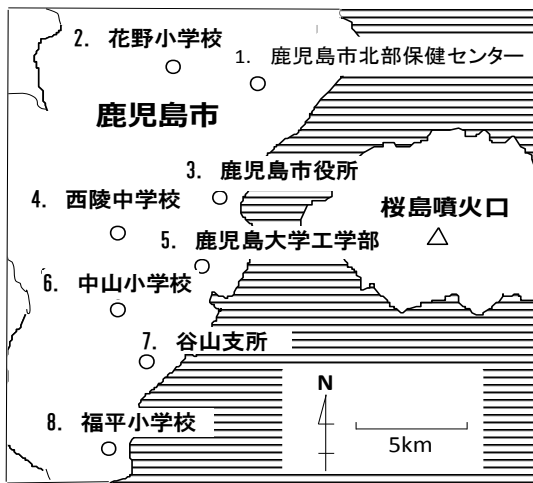 2. 花野小学校
1. 鹿児島市北部保健センター
鹿児島市
3. 鹿児島市役所
4. 西陵中学校
桜島噴火口
5. 鹿児島大学工学部
6. 中山小学校
7. 谷山支所
N
8. 福平小学校
5km